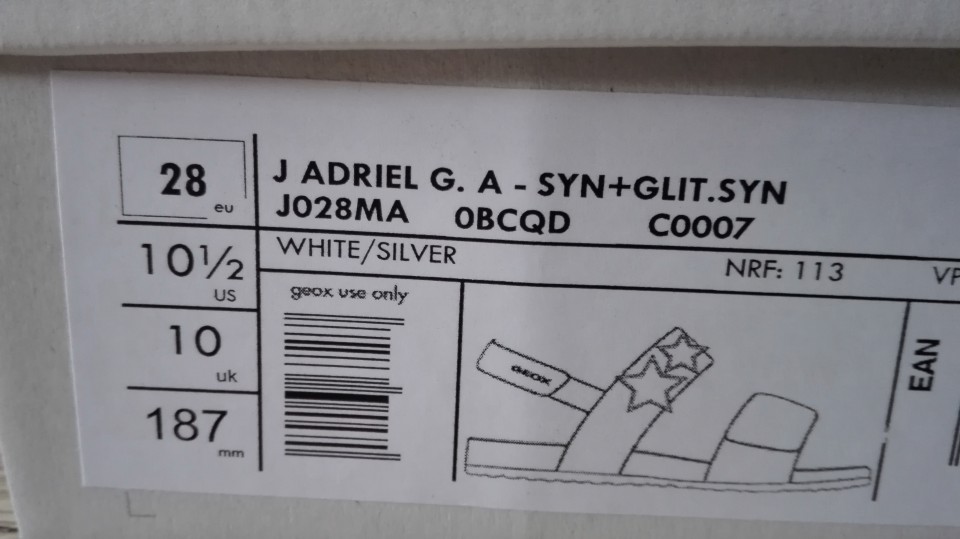 28
eu
J ADRIEL G. A - SYN+GLIT.SYN
J028MA 0BCQD C0007
10½
US
WHITE/SILVER
NRF: 113
VP
10
uk
187
mm
geox use only
GEOX
EAN